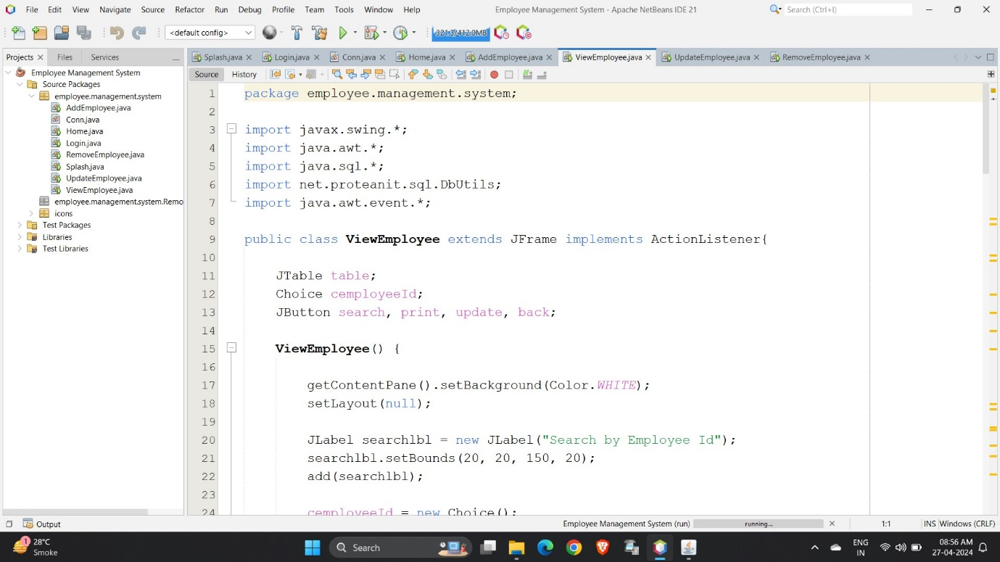 File Edit View Navigate Source Refactor Run Debug Profile Team Tools Window Help Employee Management System - Apache NetBeans IDE 21 Search (Ctrl+I)
<default config> 321.3/412.0MB
Projects Files Services
Splash.java Login.java Conn.java Home.java AddEmployee.java ViewEmployee.java UpdateEmployee.java RemoveEmployee.java
Source History
Employee Management System
Source Packages
employee.management.system
AddEmployee.java
Conn.java
Home.java
Login.java
RemoveEmployee.java
Splash.java
UpdateEmployee.java
ViewEmployee.java
employee.management.system.Remo
icons
Test Packages
Libraries
Test Libraries
1 package employee.management.system;
2
3 import javax.swing.*;
4 import java.awt.*;
5 import java.sql.*;
6 import net.proteanit.sql.DbUtils;
7 import java.awt.event.*;
8
9 public class ViewEmployee extends JFrame implements ActionListener{
10
11 JTable table;
12 Choice cemployeeId;
13 JButton search, print, update, back;
14
15 ViewEmployee() {
16
17 getContentPane().setBackground(Color.WHITE);
18 setLayout(null);
19
20 JLabel searchlbl = new JLabel("Search by Employee Id");
21 searchlbl.setBounds(20, 20, 150, 20);
22 add(searchlbl);
23
24 cemployeeId = new Choice();
Output Employee Management System (run) running... 1:1 INS Windows (CRLF)
1 28°C
Smoke
Search
ENG
IN
08:56 AM
27-04-2024